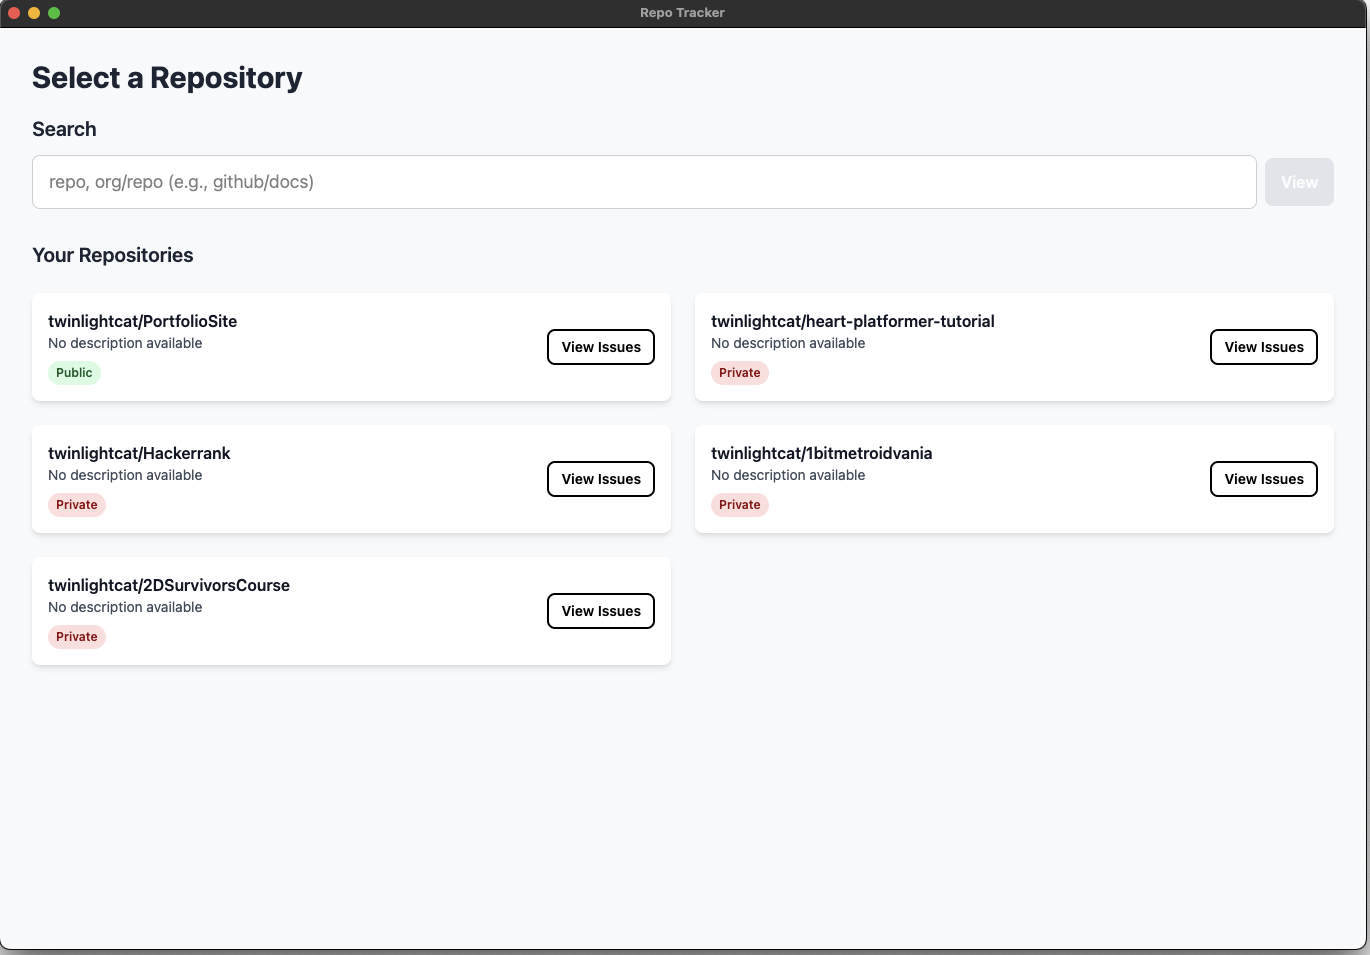 Repo Tracker
Select a Repository
Search
repo, org/repo (e.g., github/docs)
View
Your Repositories
twinlightcat/PortfolioSite
No description available
Public
View Issues
twinlightcat/heart-platformer-tutorial
No description available
Private
View Issues
twinlightcat/Hackerrank
No description available
Private
View Issues
twinlightcat/1bitmetroidvania
No description available
Private
View Issues
twinlightcat/2DSurvivorsCourse
No description available
Private
View Issues